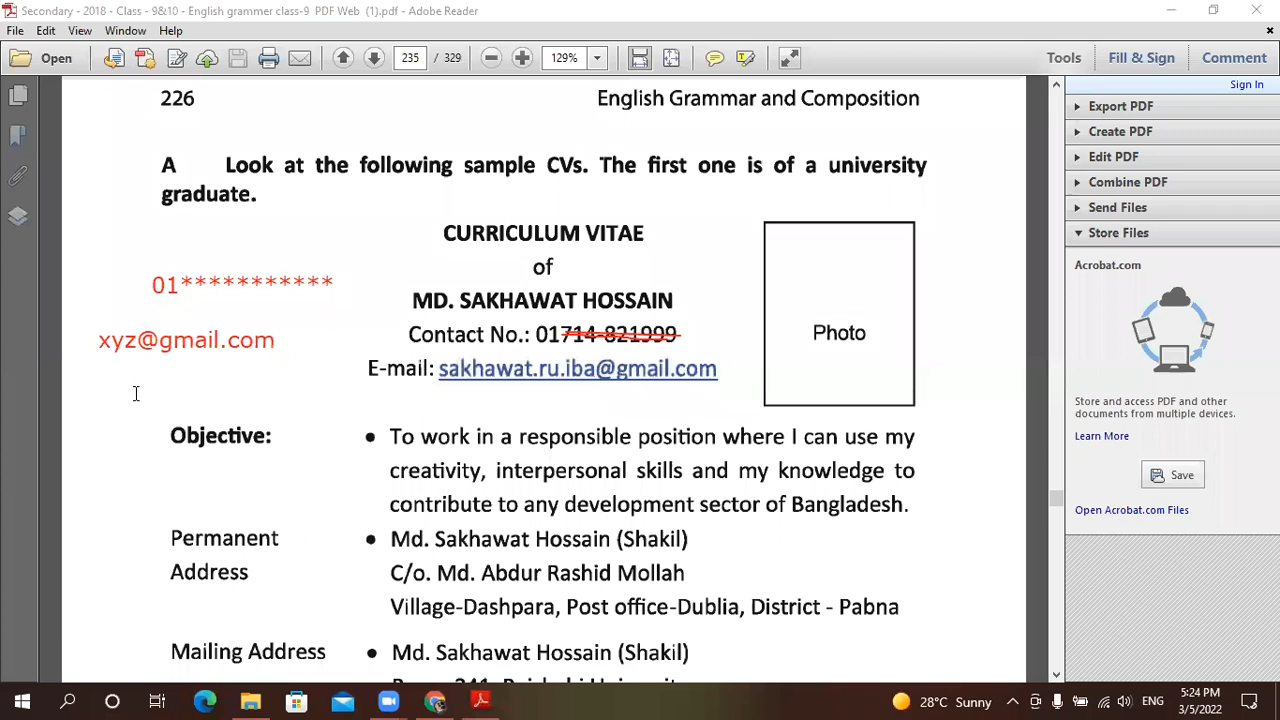 Secondary - 2018 - Class - 9&10 - English grammer class-9 PDF Web (1).pdf - Adobe Reader
File Edit View Window Help
Open 235 / 329 129% Tools Fill & Sign Comment
Sign In
Export PDF
Create PDF
Edit PDF
Combine PDF
Send Files
Store Files
Acrobat.com
Store and access PDF and other
documents from multiple devices.
Learn More
Save
Open Acrobat.com Files
226 English Grammar and Composition
A Look at the following sample CVs. The first one is of a university
graduate.
CURRICULUM VITAE
of
MD. SAKHAWAT HOSSAIN
Contact No.: 01714-821999
E-mail: sakhawat.ru.iba@gmail.com
Photo
01***********
xyz@gmail.com
Objective: • To work in a responsible position where I can use my
creativity, interpersonal skills and my knowledge to
contribute to any development sector of Bangladesh.
Permanent • Md. Sakhawat Hossain (Shakil)
Address C/o. Md. Abdur Rashid Mollah
Village-Dashpara, Post office-Dublia, District - Pabna
Mailing Address • Md. Sakhawat Hossain (Shakil)
28°C Sunny ENG 5:24 PM
3/5/2022